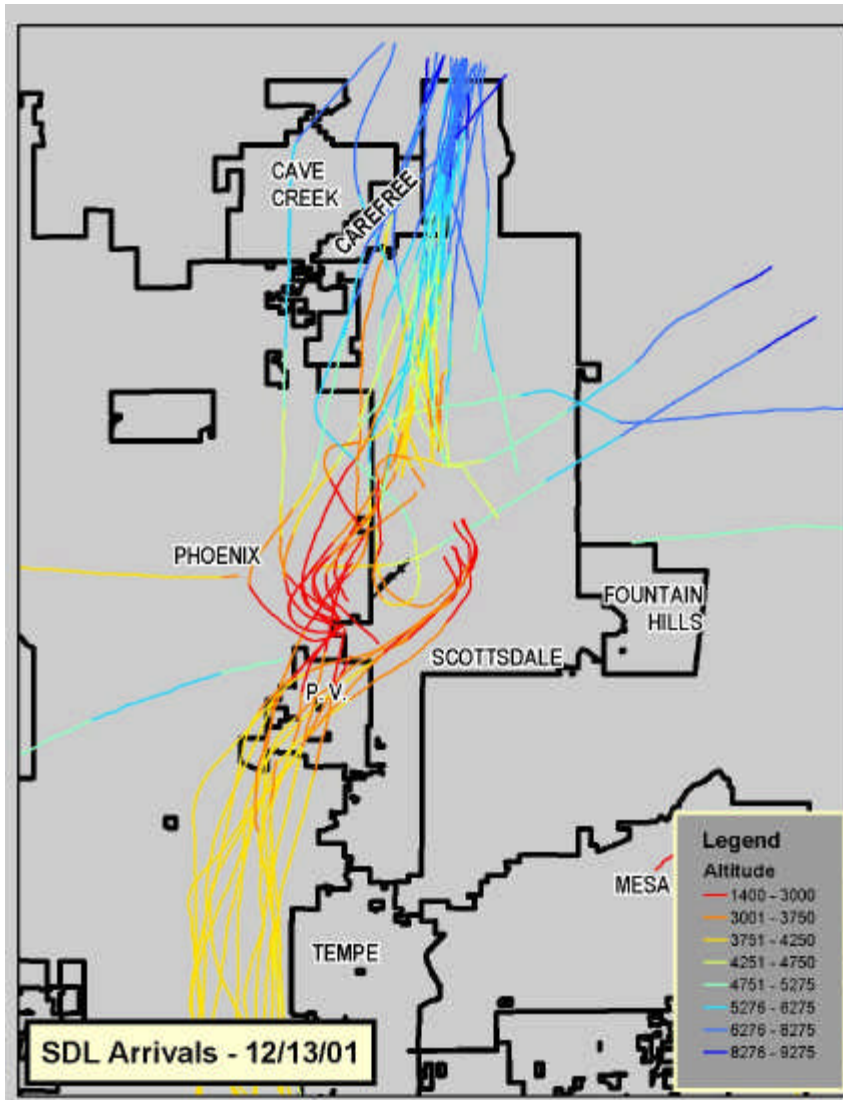 CAVE
CREEK
CAREFREE
PHOENIX
FOUNTAIN
HILLS
SCOTTSDALE
P. V.
MESA
TEMPE
Legend
Altitude
1400 - 3000
3001 - 3750
3751 - 4250
4251 - 4750
4751 - 5275
5276 - 6275
6276 - 8275
8276 - 9275
SDL Arrivals - 12/13/01